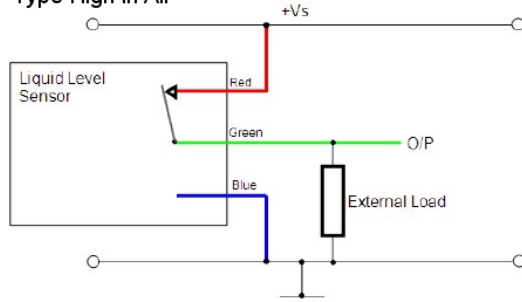 Type High in Air
+Vs
Liquid Level
Sensor
Red
Green
O/P
Blue
External Load